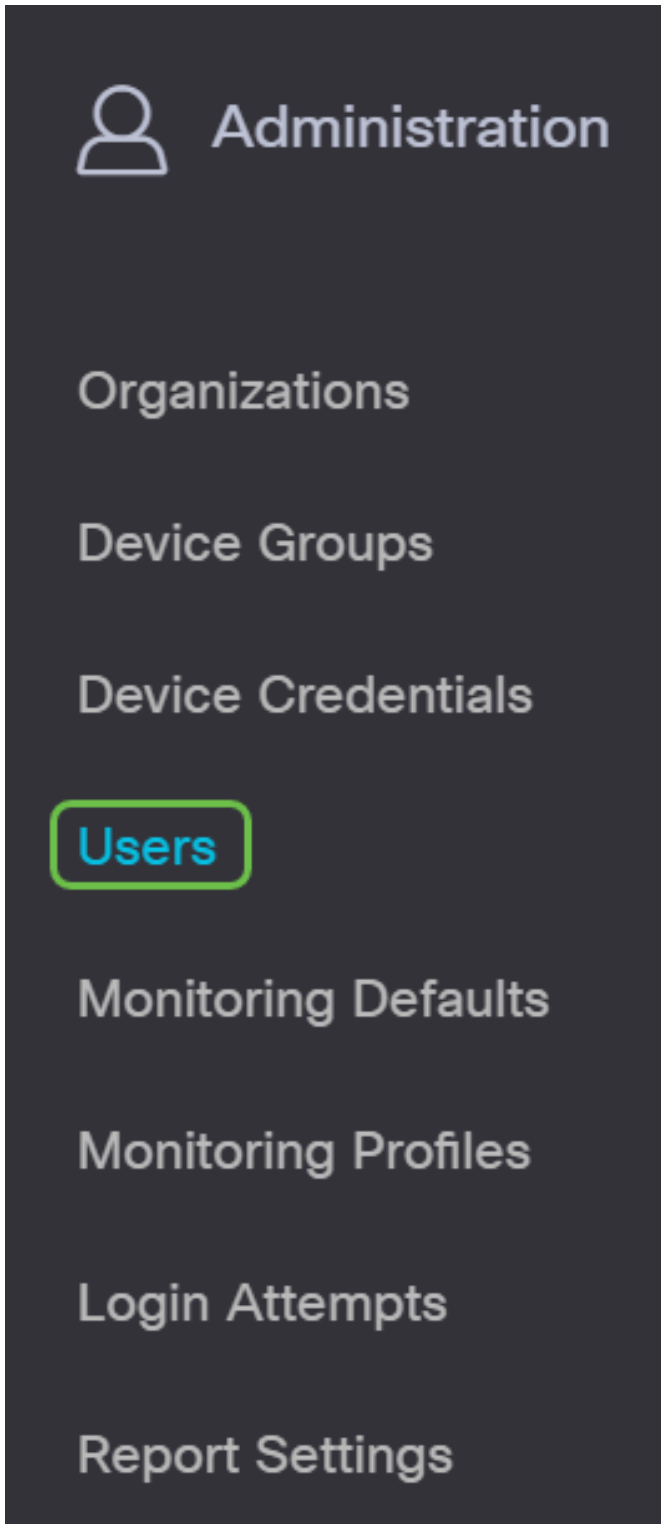 Administration
Organizations
Device Groups
Device Credentials
Users
Monitoring Defaults
Monitoring Profiles
Login Attempts
Report Settings